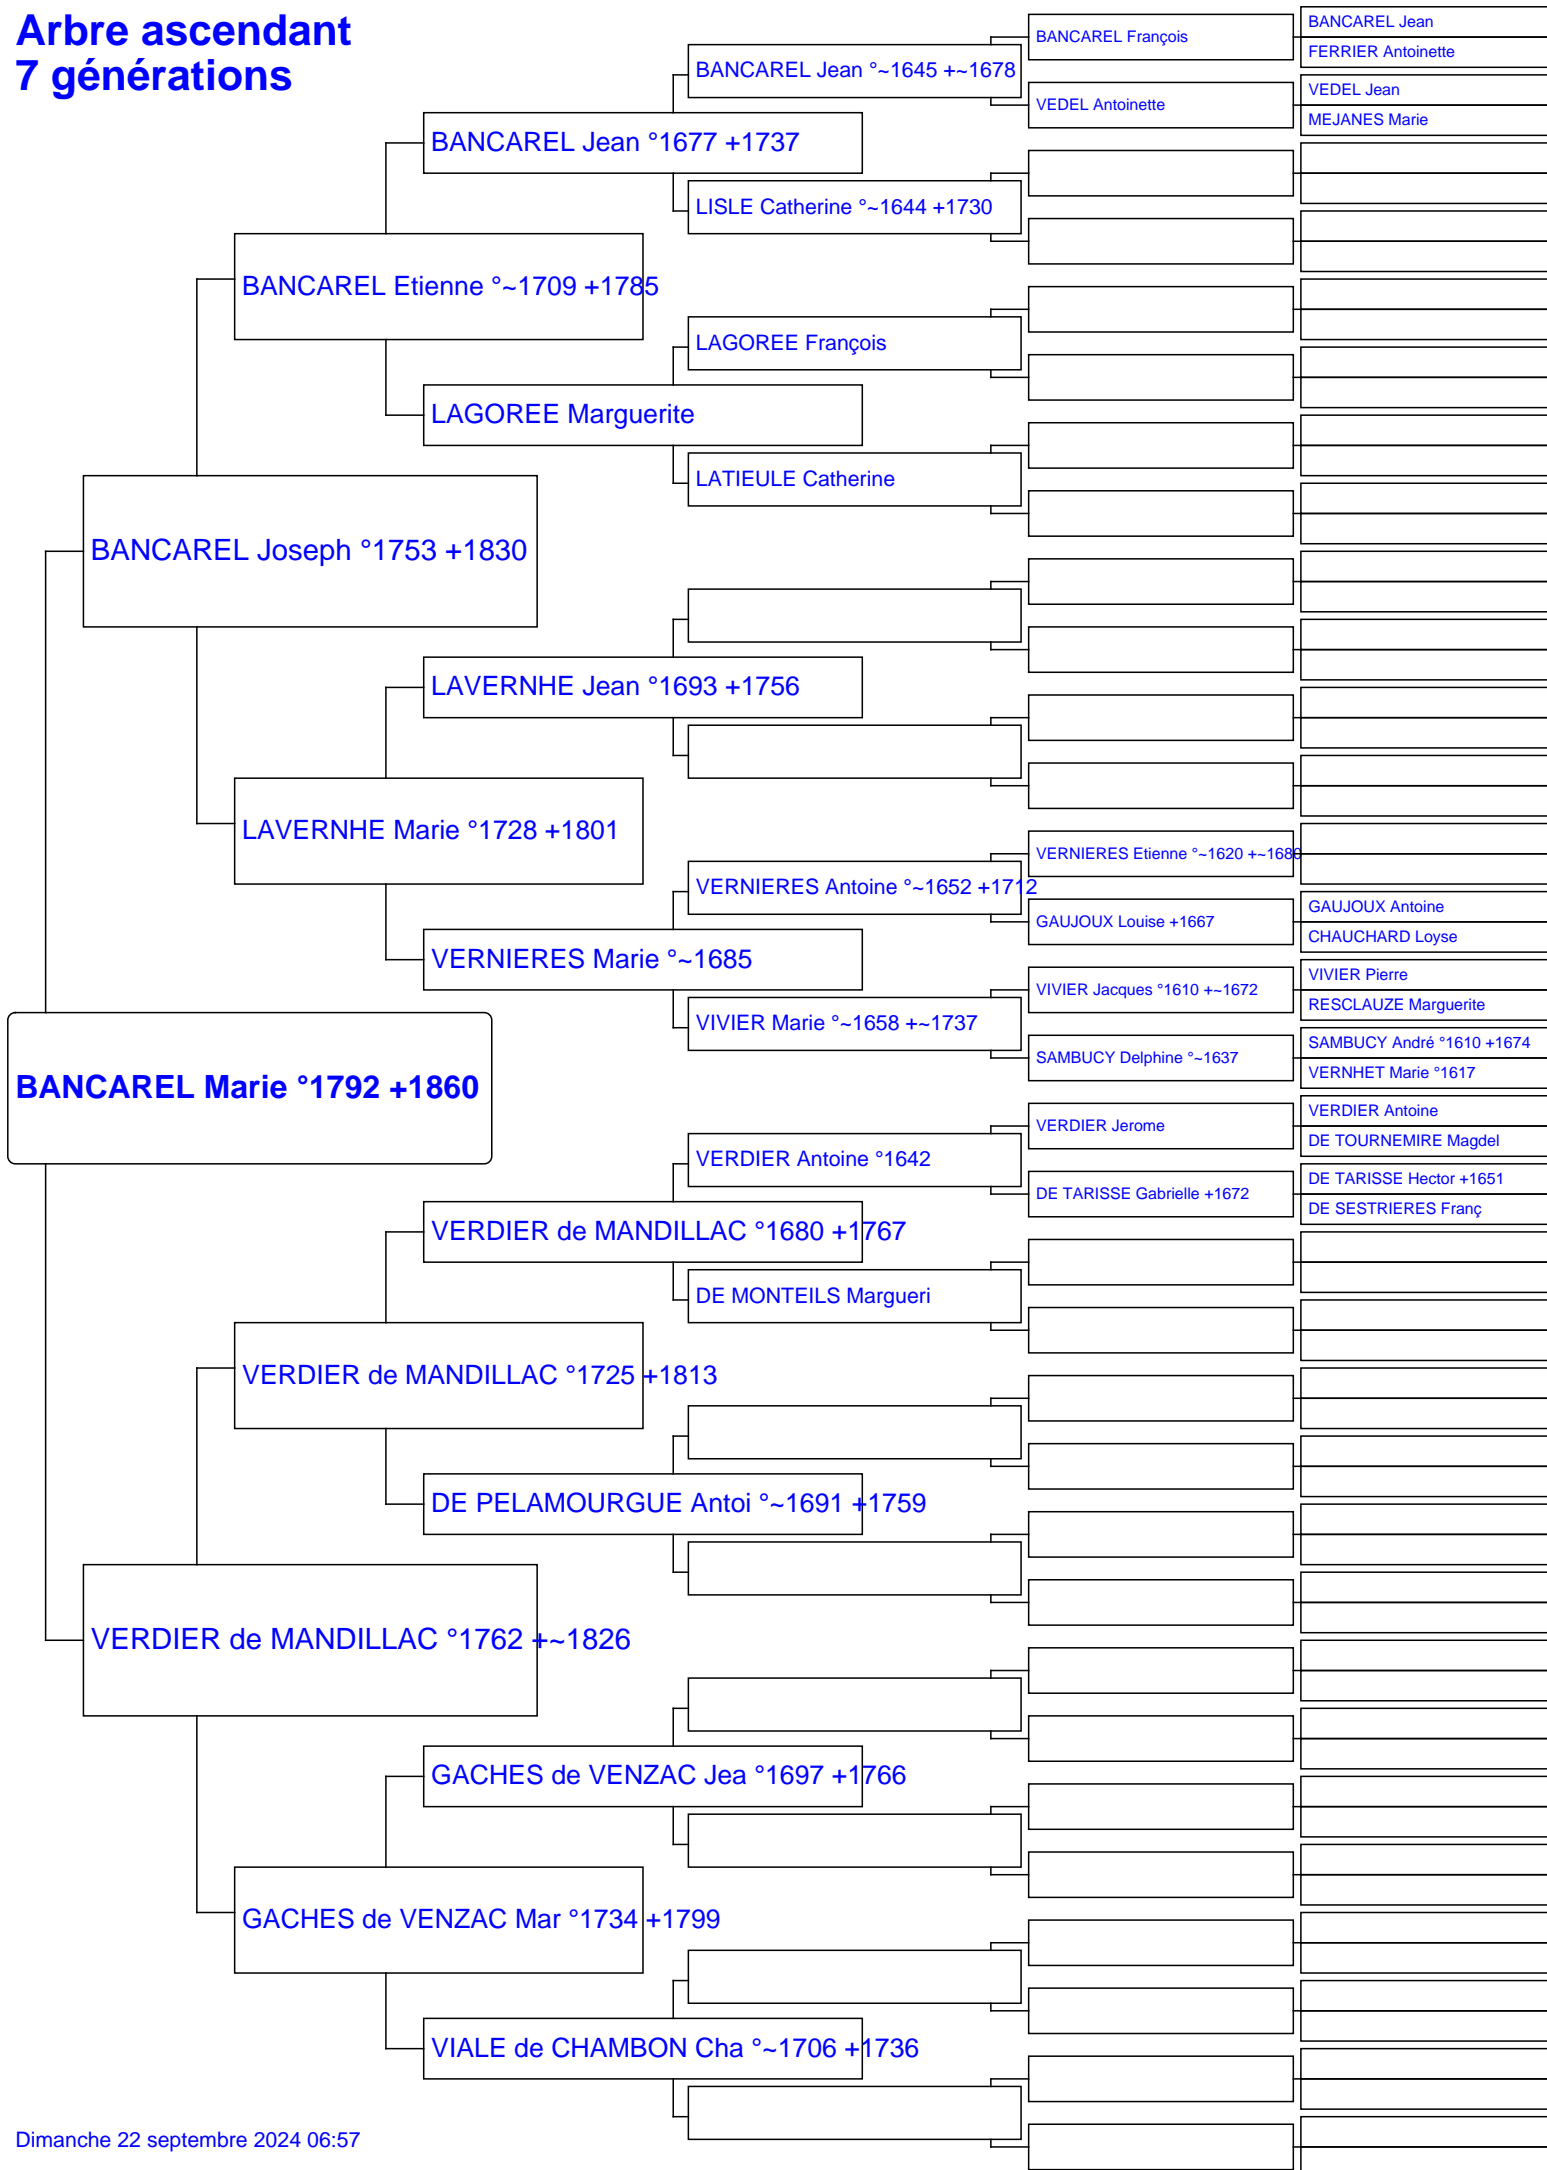 Arbre ascendant
7 générations
BANCAREL Marie °1792 +1860
BANCAREL Joseph °1753 +1830
VERDIER de MANDILLAC °1762 +~1826
BANCAREL Etienne °~1709 +1785
LAVERNHE Marie °1728 +1801
VERDIER de MANDILLAC °1725 +1813
GACHES de VENZAC Mar °1734 +1799
BANCAREL Jean °1677 +1737
LAGOREE Marguerite
LAVERNHE Jean °1693 +1756
VERNIERES Marie °~1685
VERDIER de MANDILLAC °1680 +1767
DE PELAMOURGUE Antoi °~1691 +1759
GACHES de VENZAC Jea °1697 +1766
VIALE de CHAMBON Cha °~1706 +1736
BANCAREL Jean °~1645 +~1678
LISLE Catherine °~1644 +1730
LAGOREE François
LATIEULE Catherine
VERNIERES Antoine °~1652 +1712
VIVIER Marie °~1658 +~1737
VERDIER Antoine °1642
DE MONTEILS Margueri
BANCAREL François
VEDEL Antoinette
VERNIERES Etienne °~1620 +~1680
GAUJOUX Louise +1667
VIVIER Jacques °1610 +~1672
SAMBUCY Delphine °~1637
VERDIER Jerome
DE TARISSE Gabrielle +1672
BANCAREL Jean
FERRIER Antoinette
VEDEL Jean
MEJANES Marie
GAUJOUX Antoine
CHAUCHARD Loyse
VIVIER Pierre
RESCLAUZE Marguerite
SAMBUCY André °1610 +1674
VERNHET Marie °1617
VERDIER Antoine
DE TOURNEMIRE Magdel
DE TARISSE Hector +1651
DE SESTRIERES Franç
Dimanche 22 septembre 2024 06:57